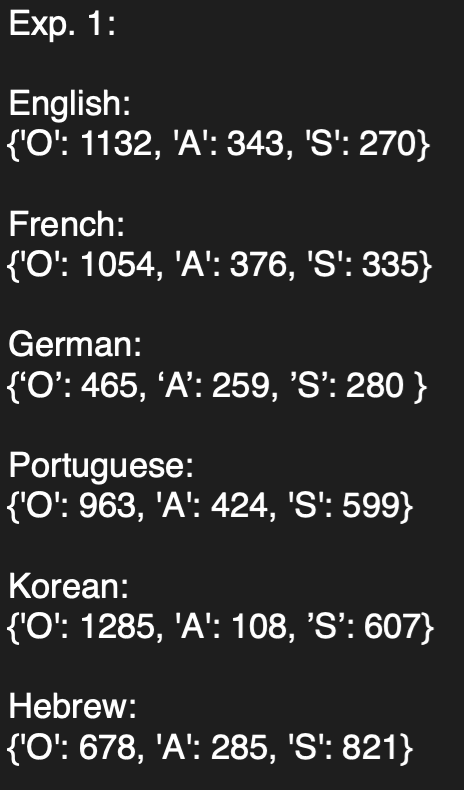 Exp. 1:
English:
{'O': 1132, 'A': 343, 'S': 270}
French:
{'O': 1054, 'A': 376, 'S': 335}
German:
{‘O’: 465, ‘A’: 259, ’S’: 280 }
Portuguese:
{'O': 963, 'A': 424, 'S': 599}
Korean:
{'O': 1285, 'A': 108, ’S’: 607}
Hebrew:
{'O': 678, 'A': 285, 'S': 821}